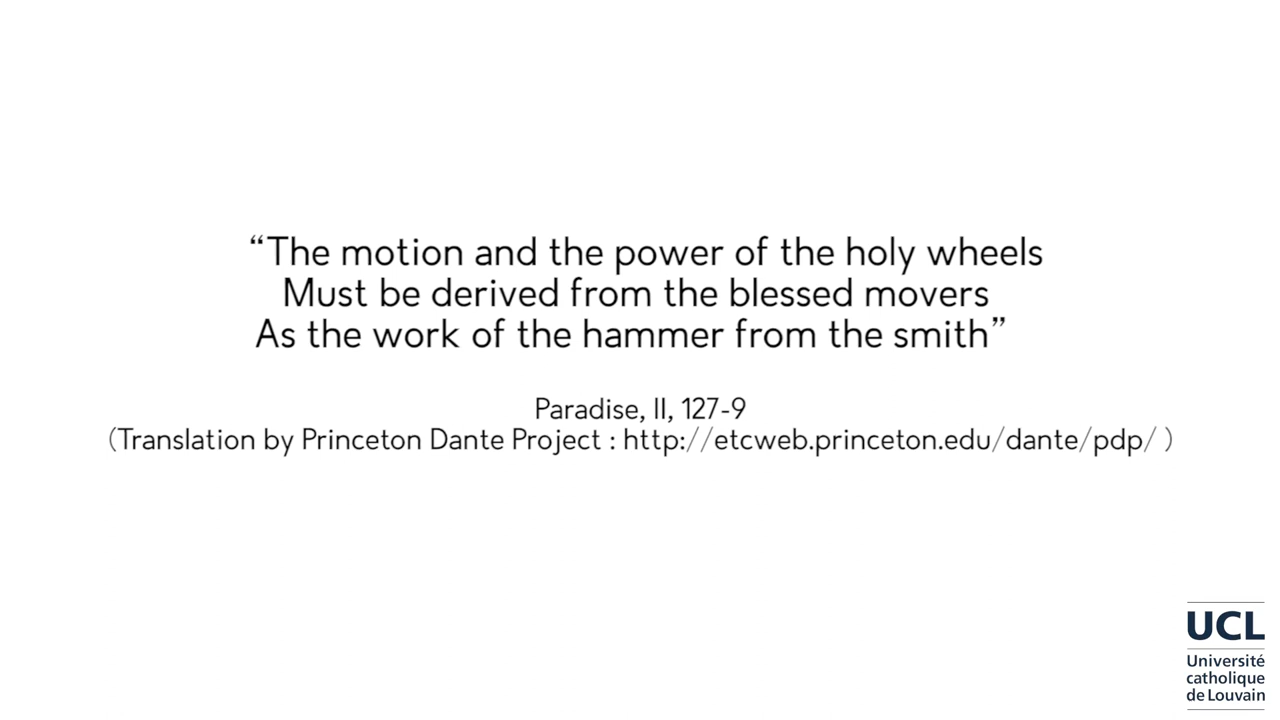 “The motion and the power of the holy wheels
Must be derived from the blessed movers
As the work of the hammer from the smith”
Paradise, II, 127-9
(Translation by Princeton Dante Project : http://etcweb.princeton.edu/dante/pdp/ )
UCL
Université
catholique
de Louvain